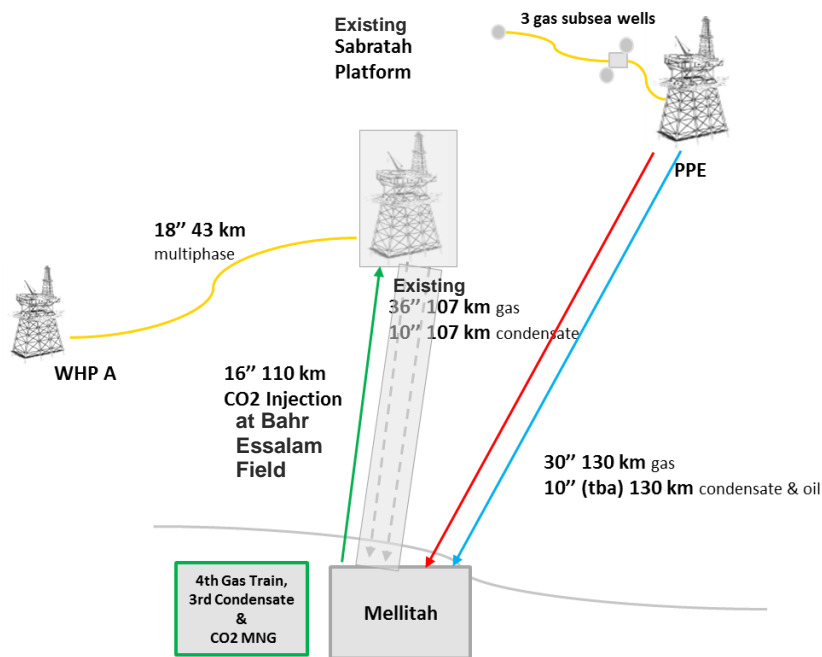 3 gas subsea wells
Existing
Sabratah
Platform
PPE
18” 43 km
multiphase
WHP A
Existing
36” 107 km gas
10” 107 km condensate
16” 110 km
CO2 Injection
at Bahr
Essalam
Field
30” 130 km gas
10” (tba) 130 km condensate & oil
4th Gas Train,
3rd Condensate
&
CO2 MNG
Mellitah